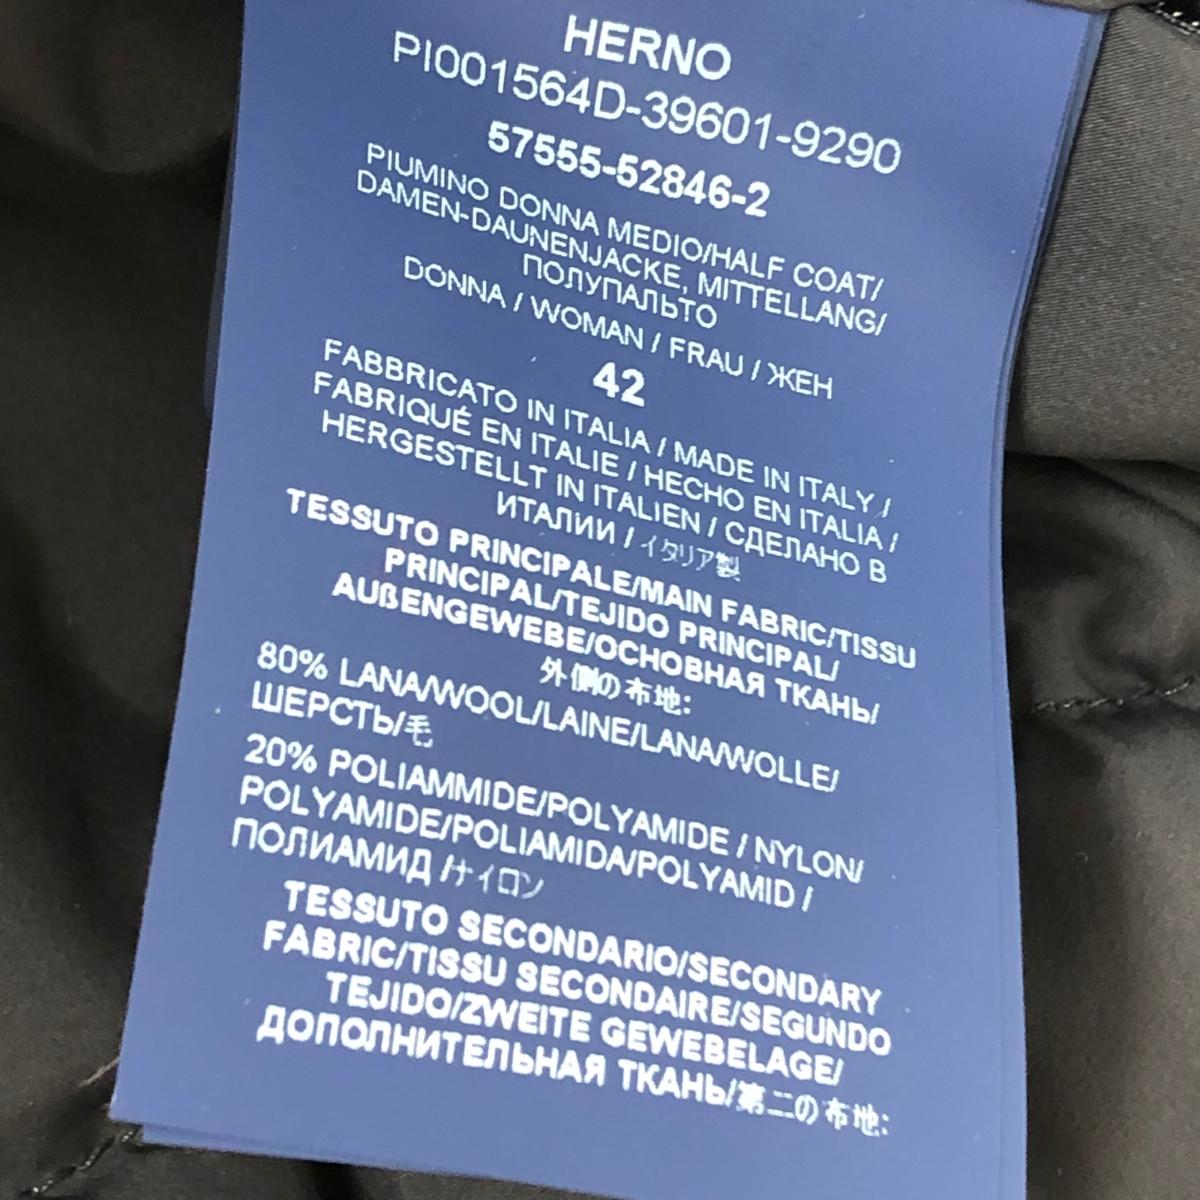 HERNO
PI001564D-39601-9290
57555-52846-2
PIUMINO DONNA MEDIO/HALF COAT/
DAMEN-DAUNENJACKE, MITTELLANG/
ПОЛУПАЛЬТО
DONNA / WOMAN / FRAU / ЖЕН
42
FABBRICATO IN ITALIA / MADE IN ITALY /
FABRIQUÉ EN ITALIE / HECHO EN ITALIA /
HERGESTELLT IN ITALIEN / СДЕЛАНО В
ИТАЛИИ / イタリア製
TESSUTO PRINCIPALE/MAIN FABRIC/TISSU
PRINCIPAL/TEJIDO PRINCIPAL/
AUßENGEWEBE/ОСНОВНАЯ ТКАНЬ/
外側の布地:
80% LANA/WOOL/LAINE/LANA/WOLLE/
ШЕРСТЬ/毛
20% POLIAMMIDE/POLYAMIDE / NYLON/
POLYAMIDE/POLIAMIDA/POLYAMID /
ПОЛИАМИД /ナイロン
TESSUTO SECONDARIO/SECONDARY
FABRIC/TISSU SECONDAIRE/SEGUNDO
TEJIDO/ZWEITE GEWEBELAGE/
ДОПОЛНИТЕЛЬНАЯ ТКАНЬ/第二の布地: